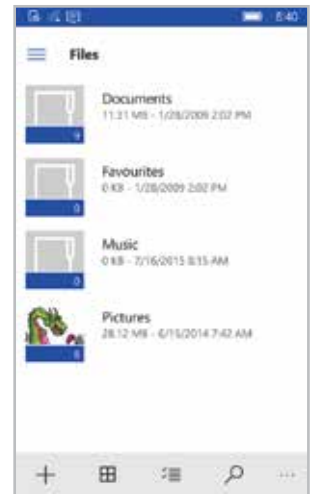 8:40
Files
Documents
11.31 MB - 1/28/2009 2:02 PM
9
Favourites
0 KB - 1/28/2009 2:02 PM
0
Music
0 KB - 7/16/2015 8:35 AM
0
Pictures
28.12 MB - 6/15/2014 7:42 AM